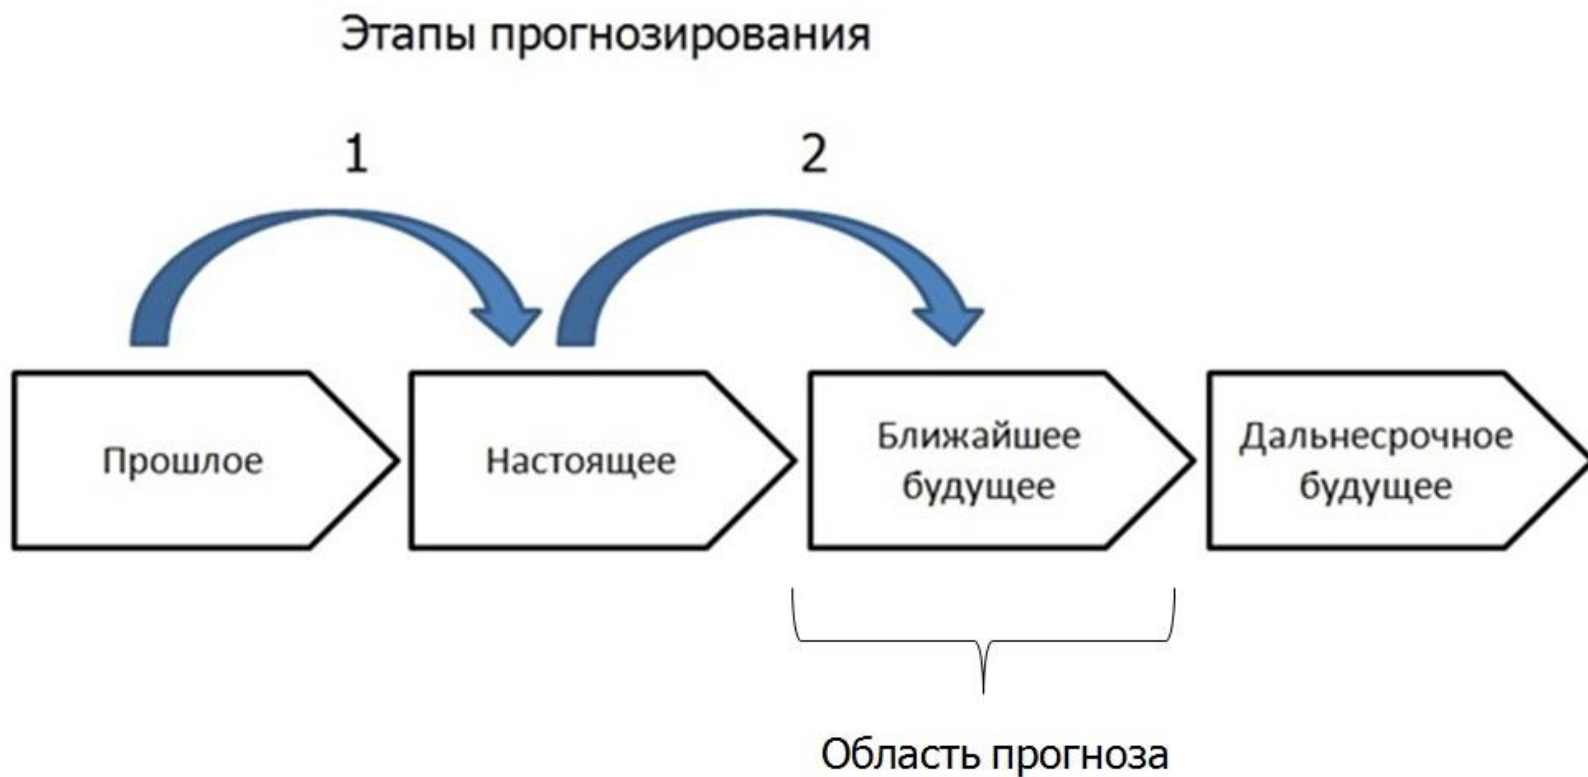 Этапы прогнозирования
1
2
Прошлое
Настоящее
Ближайшее
будущее
Дальнесрочное
будущее
Область прогноза